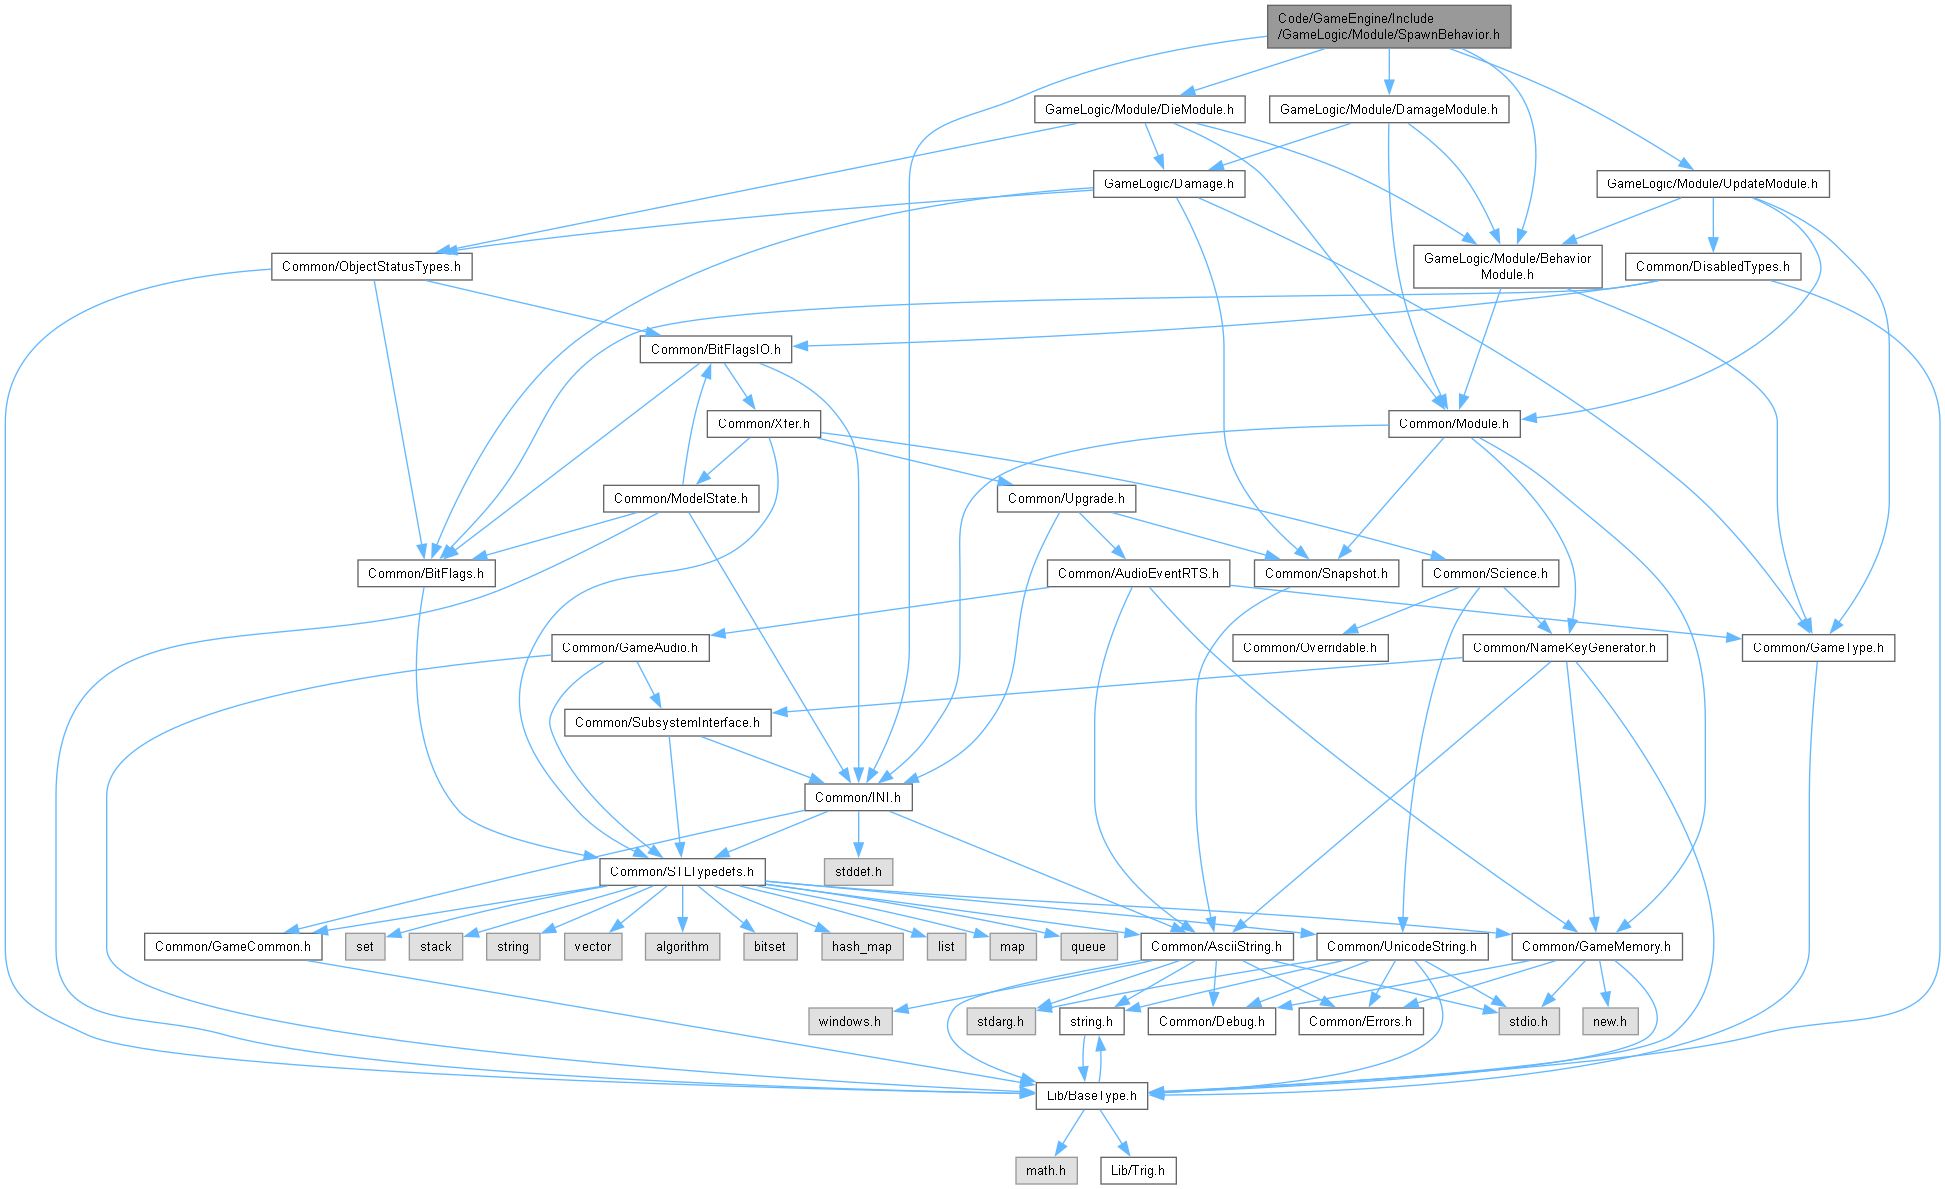 Code/GameEngine/Include
/GameLogic/Module/SpawnBehavior.h
GameLogic/Module/DieModule.h
GameLogic/Module/DamageModule.h
GameLogic/Damage.h
GameLogic/Module/UpdateModule.h
Common/ObjectStatusTypes.h
GameLogic/Module/Behavior
Module.h
Common/DisabledTypes.h
Common/BitFlagsIO.h
Common/Xfer.h
Common/Module.h
Common/ModelState.h
Common/Upgrade.h
Common/BitFlags.h
Common/AudioEventRTS.h
Common/Snapshot.h
Common/Science.h
Common/GameAudio.h
Common/Overridable.h
Common/NameKeyGenerator.h
Common/GameType.h
Common/SubsystemInterface.h
Common/INI.h
Common/STLTypedefs.h
stddef.h
Common/GameCommon.h
set
stack
string
vector
algorithm
bitset
hash_map
list
map
queue
Common/AsciiString.h
Common/UnicodeString.h
Common/GameMemory.h
windows.h
stdarg.h
string.h
Common/Debug.h
Common/Errors.h
stdio.h
new.h
Lib/BaseType.h
math.h
Lib/Trig.h